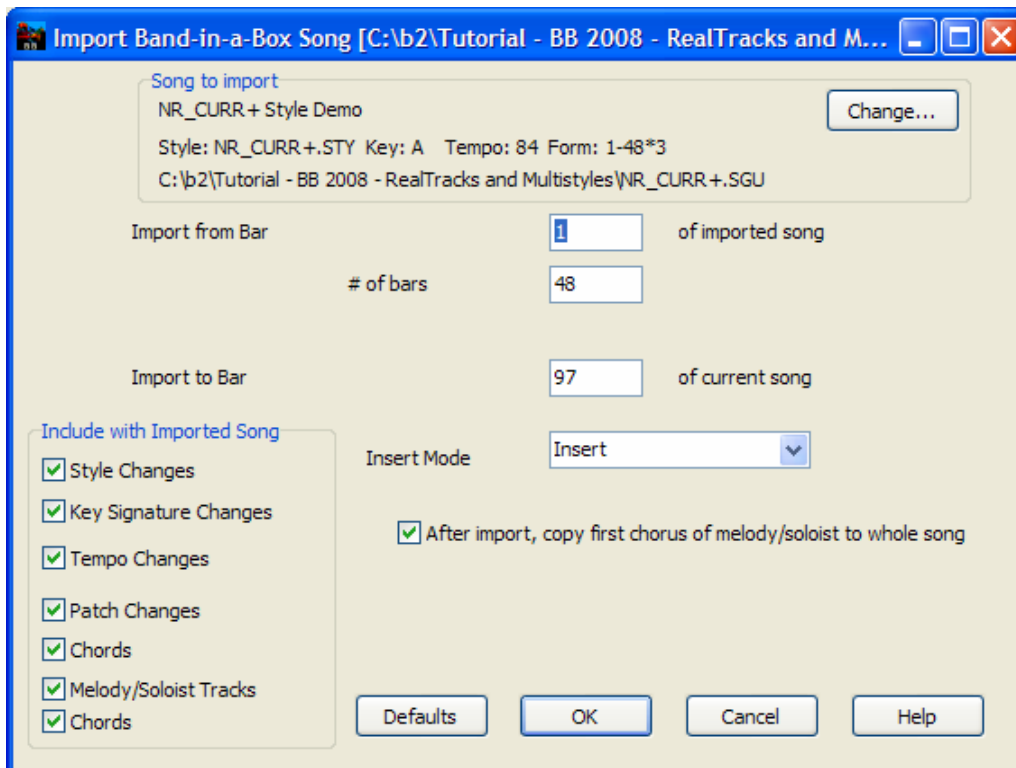 Import Band-in-a-Box Song [C:\b2\Tutorial - BB 2008 - RealTracks and M...
Song to import
NR_CURR+ Style Demo
Change...
Style: NR_CURR+.STY Key: A Tempo: 84 Form: 1-48*3
C:\b2\Tutorial - BB 2008 - RealTracks and Multistyles\NR_CURR+.SGU
Import from Bar 1 of imported song
# of bars 48
Import to Bar 97 of current song
Include with Imported Song
Style Changes
Key Signature Changes
Tempo Changes
Patch Changes
Chords
Melody/Soloist Tracks
Chords
Insert Mode Insert
After import, copy first chorus of melody/soloist to whole song
Defaults OK Cancel Help